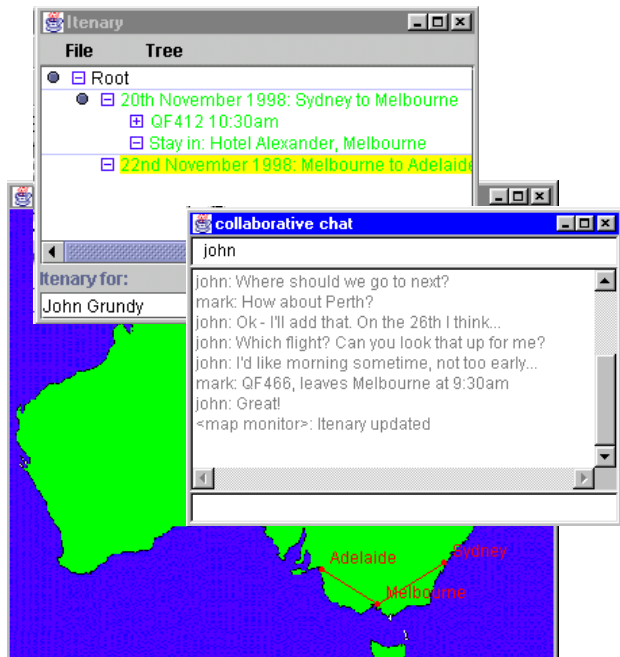 Itenary
File Tree
Root
20th November 1998: Sydney to Melbourne
QF412 10:30am
Stay in: Hotel Alexander, Melbourne
22nd November 1998: Melbourne to Adelaide
Itenary for:
John Grundy
collaborative chat
john
john: Where should we go to next?
mark: How about Perth?
john: Ok - I'll add that. On the 26th I think...
john: Which flight? Can you look that up for me?
john: I'd like morning sometime, not too early...
mark: QF466, leaves Melbourne at 9:30am
john: Great!
<map monitor>: Itenary updated
Adelaide
Sydney
Melbourne